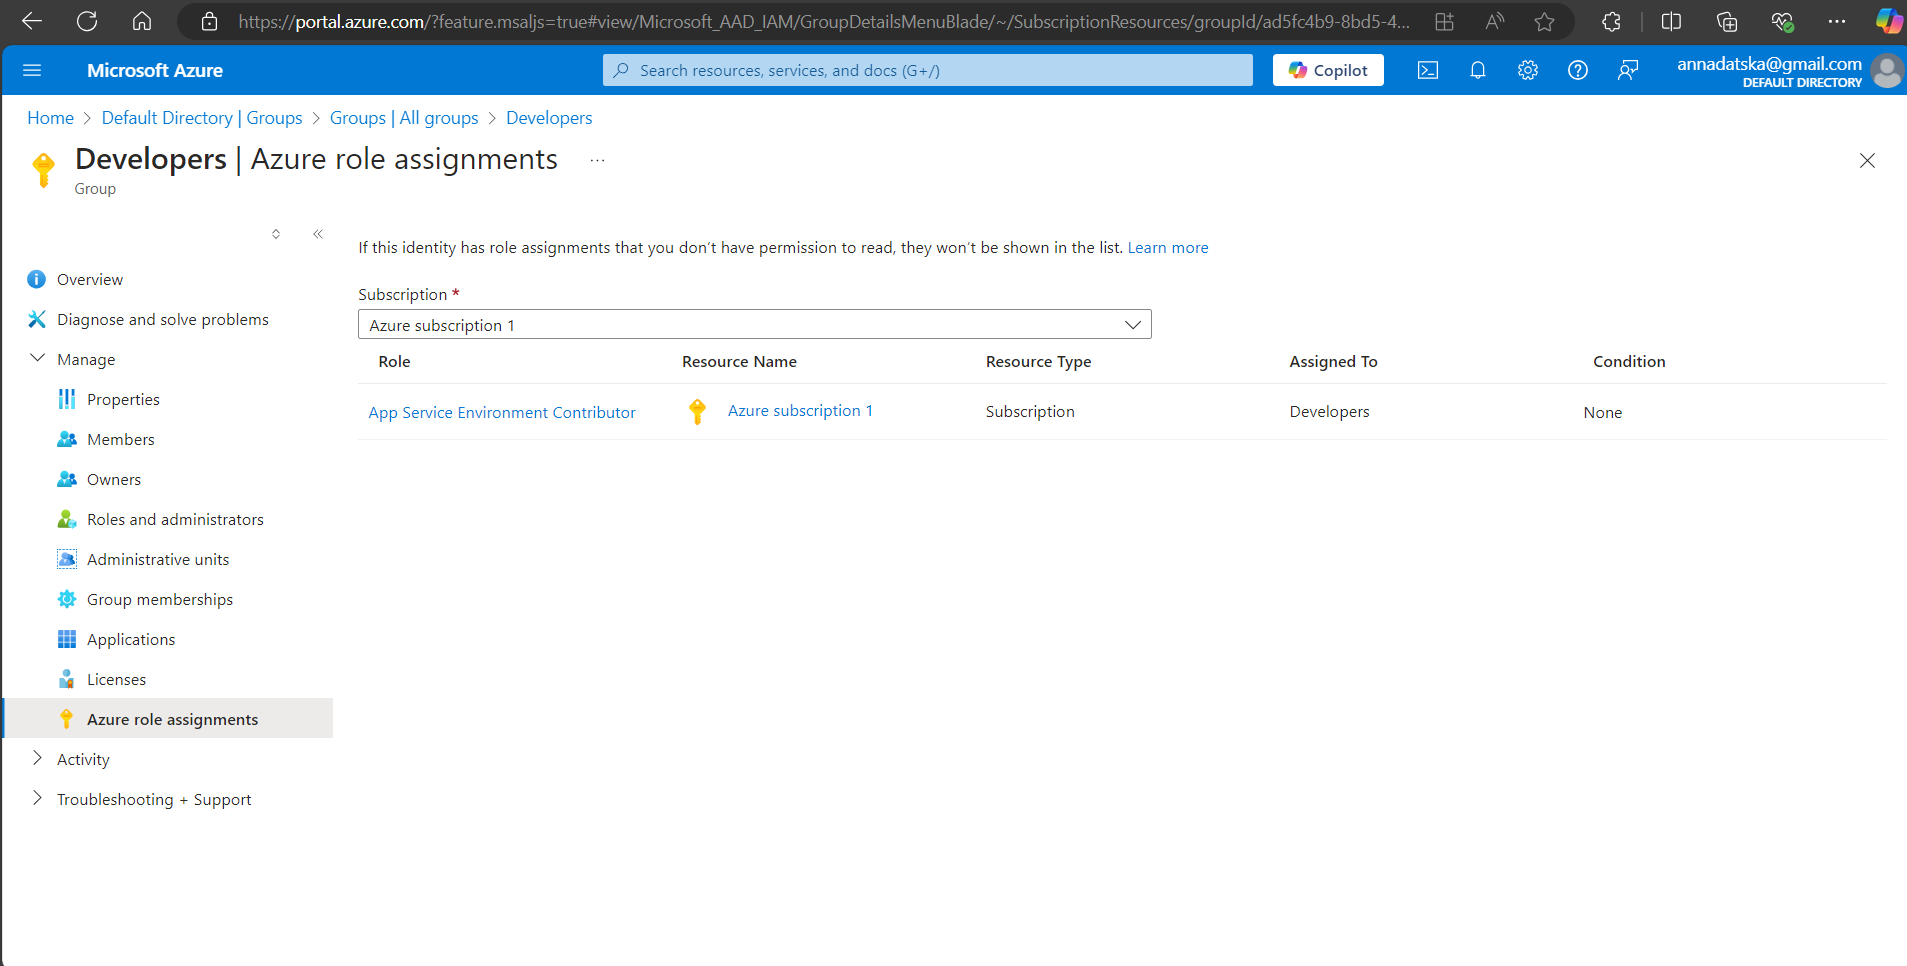 https://portal.azure.com/?feature.msaljs=true#view/Microsoft_AAD_IAM/GroupDetailsMenuBlade/~/SubscriptionResources/groupId/ad5fc4b9-8bd5-4...
Microsoft Azure
Search resources, services, and docs (G+/)
Copilot
annadatska@gmail.com
DEFAULT DIRECTORY
Home > Default Directory | Groups > Groups | All groups > Developers
Developers | Azure role assignments ...
Group
If this identity has role assignments that you don't have permission to read, they won't be shown in the list. Learn more
Overview
Diagnose and solve problems
Manage
Properties
Members
Owners
Roles and administrators
Administrative units
Group memberships
Applications
Licenses
Azure role assignments
Activity
Troubleshooting + Support
Subscription *
Azure subscription 1
Role Resource Name Resource Type Assigned To Condition
App Service Environment Contributor Azure subscription 1 Subscription Developers None